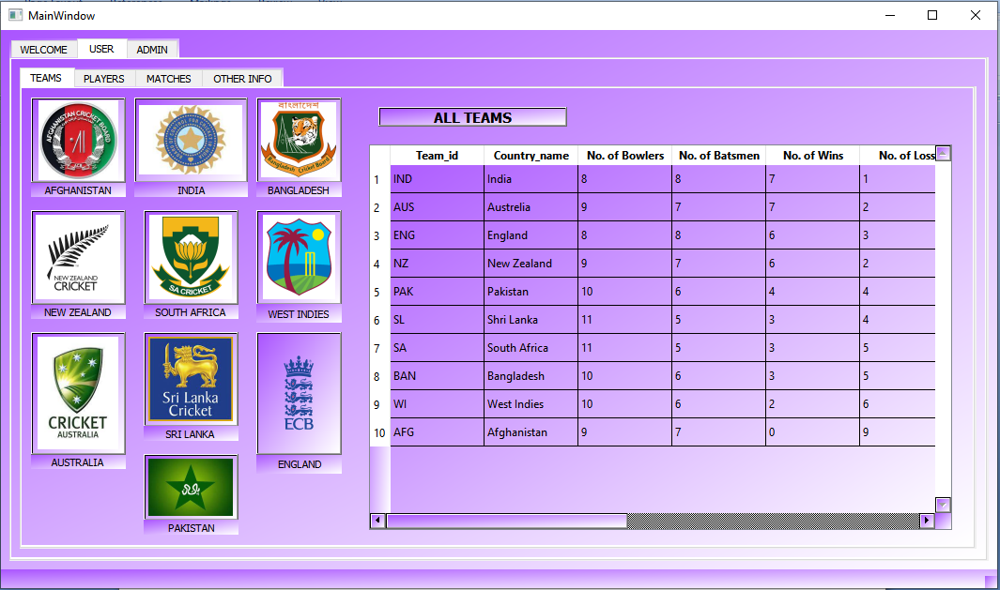 MainWindow
WELCOME USER ADMIN
TEAMS PLAYERS MATCHES OTHER INFO
AFGHANISTAN CRICKET BOARD
AFGHANISTAN
INDIA
বাংলাদেশ
Bangladesh Cricket Board
BANGLADESH
NEW ZEALAND
CRICKET
NEW ZEALAND
SA CRICKET
SOUTH AFRICA
WEST INDIES
CRICKET
AUSTRALIA
AUSTRALIA
Sri Lanka
Cricket
SRI LANKA
ECB
ENGLAND
PAKISTAN
ALL TEAMS
Team_id Country_name No. of Bowlers No. of Batsmen No. of Wins No. of Loss
1 IND India 8 8 7 1
2 AUS Austrelia 9 7 7 2
3 ENG England 8 8 6 3
4 NZ New Zealand 9 7 6 2
5 PAK Pakistan 10 6 4 4
6 SL Shri Lanka 11 5 3 4
7 SA South Africa 11 5 3 5
8 BAN Bangladesh 10 6 3 5
9 WI West Indies 10 6 2 6
10 AFG Afghanistan 9 7 0 9